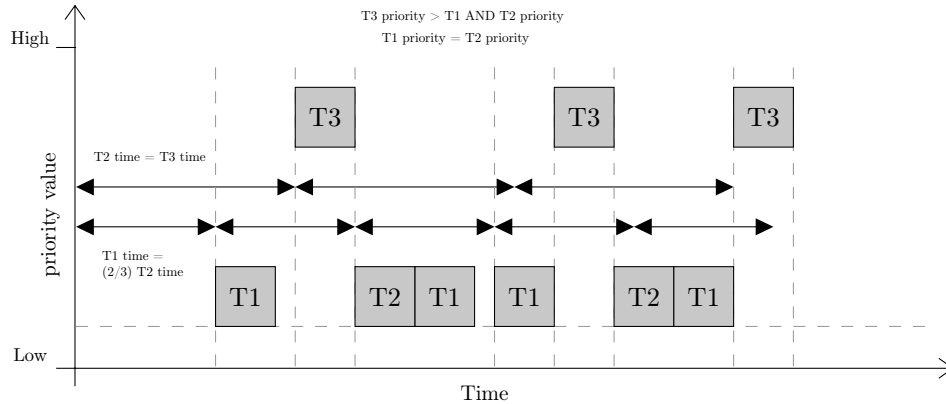 T3 priority > T1 AND T2 priority
High
T1 priority = T2 priority
T3
T3
T3
T2 time = T3 time
priority value
T1 time =
(2/3) T2 time
T1
T2
T1
T1
T2
T1
Low
Time